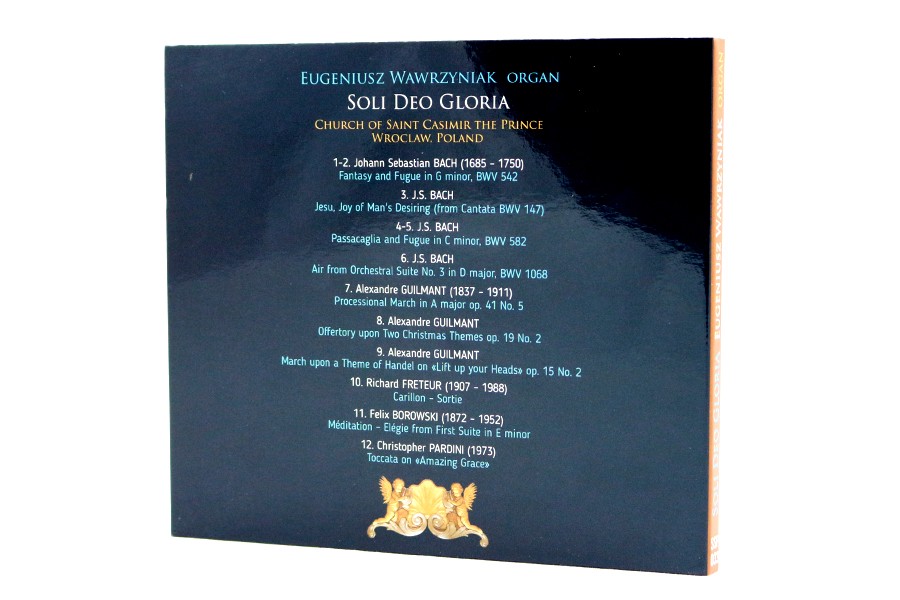 EUGENIUSZ WAWRZYNIAK ORGAN
SOLI DEO GLORIA
CHURCH OF SAINT CASIMIR THE PRINCE
WROCLAW, POLAND
1-2. Johann Sebastian BACH (1685 - 1750)
Fantasy and Fugue in G minor, BWV 542
3. J.S. BACH
Jesu, Joy of Man's Desiring (from Cantata BWV 147)
4-5. J.S. BACH
Passacaglia and Fugue in C minor, BWV 582
6. J.S. BACH
Air from Orchestral Suite No. 3 in D major, BWV 1068
7. Alexandre GUILMANT (1837 - 1911)
Processional March in A major op. 41 No. 5
8. Alexandre GUILMANT
Offertory upon Two Christmas Themes op. 19 No. 2
9. Alexandre GUILMANT
March upon a Theme of Handel on «Lift up your Heads» op. 15 No. 2
10. Richard FRETEUR (1907 - 1988)
Carillon - Sortie
11. Felix BOROWSKI (1872 - 1952)
Méditation - Elégie from First Suite in E minor
12. Christopher PARDINI (1973)
Toccata on «Amazing Grace»
SOLI DEO GLORIA EUGENIUSZ WAWRZYNIAK ORGAN